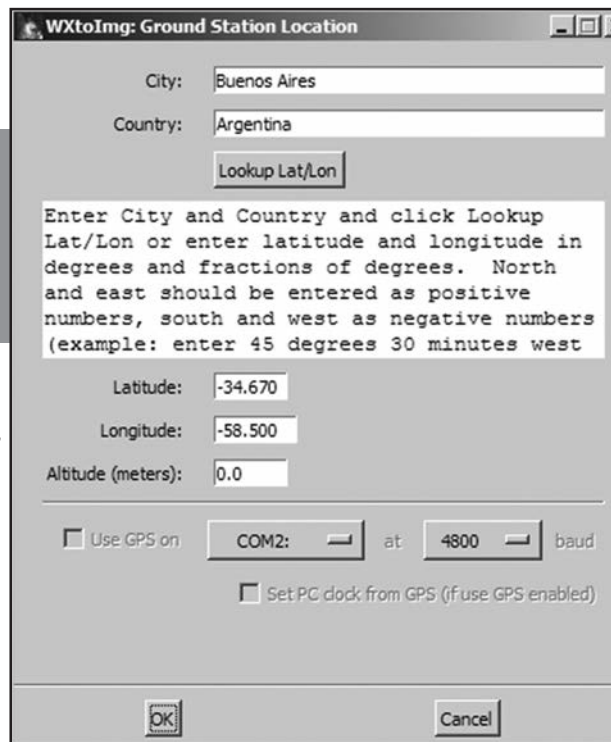 WXtoImg: Ground Station Location
City: Buenos Aires
Country: Argentina
Lookup Lat/Lon
Enter City and Country and click Lookup
Lat/Lon or enter latitude and longitude in
degrees and fractions of degrees. North
and east should be entered as positive
numbers, south and west as negative numbers
(example: enter 45 degrees 30 minutes west
Latitude: -34.670
Longitude: -58.500
Altitude (meters): 0.0
Use GPS on COM2: at 4800 baud
Set PC clock from GPS (if use GPS enabled)
OK Cancel